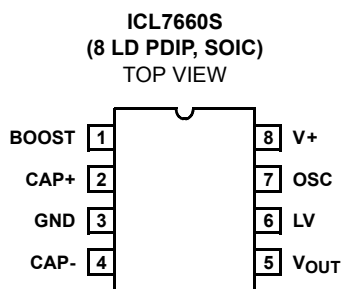 ICL7660S
(8 LD PDIP, SOIC)
TOP VIEW
BOOST 1 8 V+
CAP+ 2 7 OSC
GND 3 6 LV
CAP- 4 5 VOUT